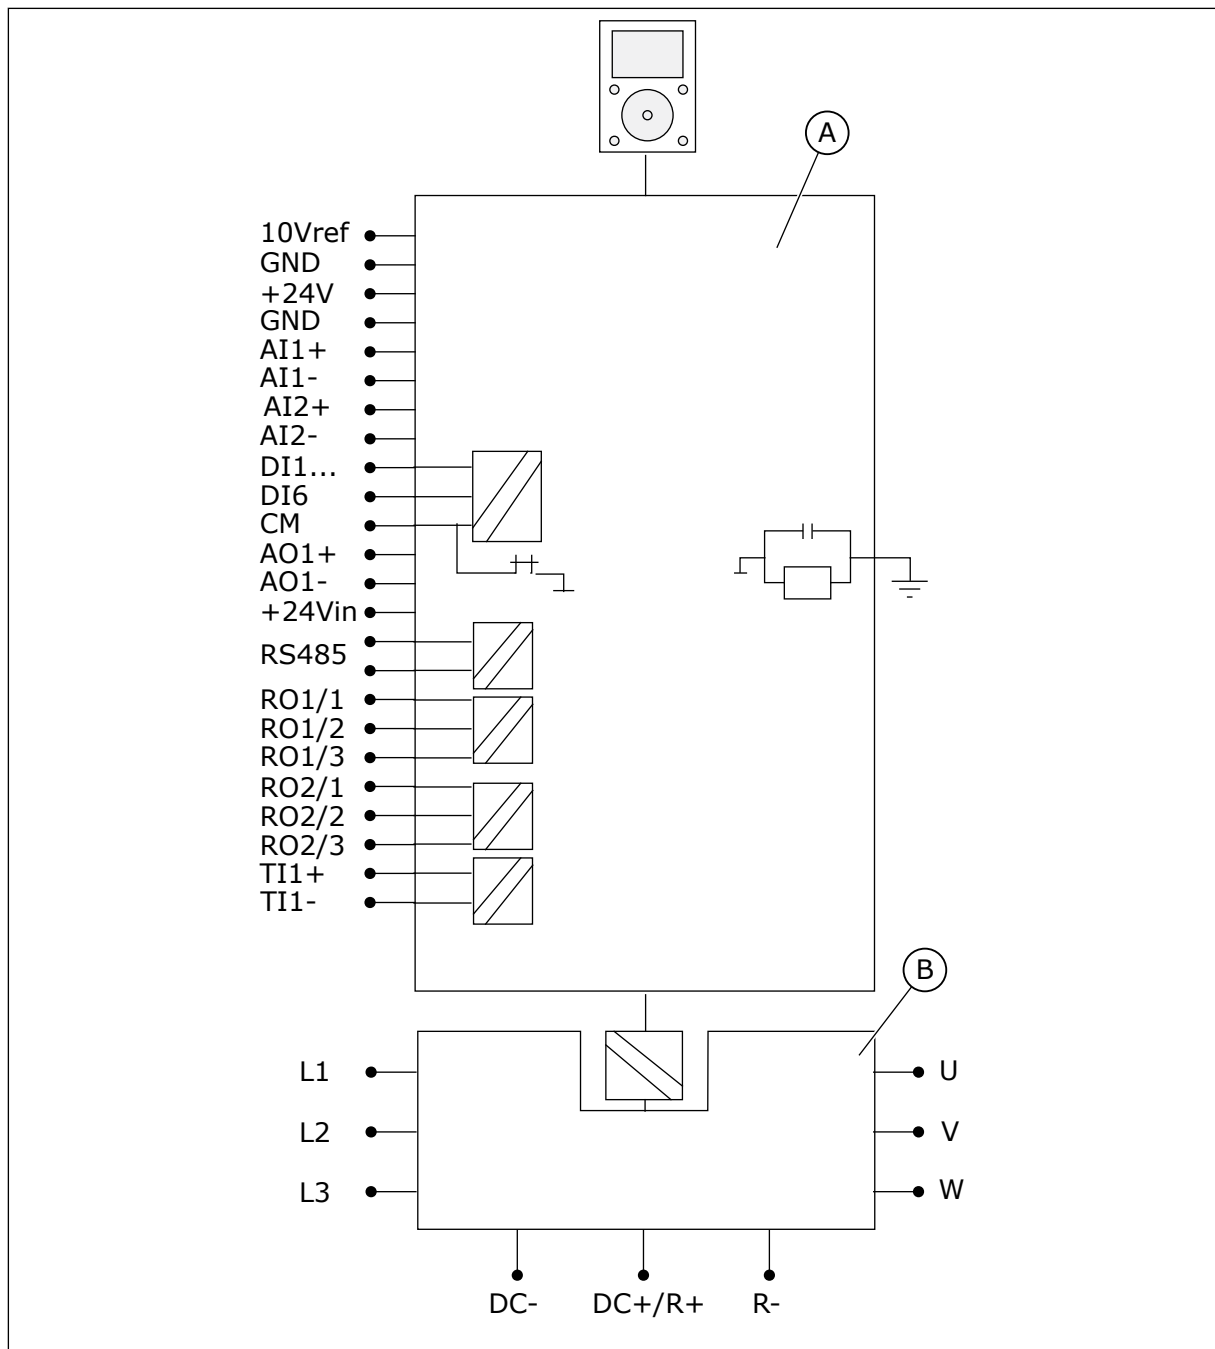 A
10Vref
GND
+24V
GND
AI1+
AI1-
AI2+
AI2-
DI1...
DI6
CM
AO1+
AO1-
+24Vin
RS485
RO1/1
RO1/2
RO1/3
RO2/1
RO2/2
RO2/3
TI1+
TI1-
B
L1
U
L2
V
L3
W
DC-
DC+/R+
R-